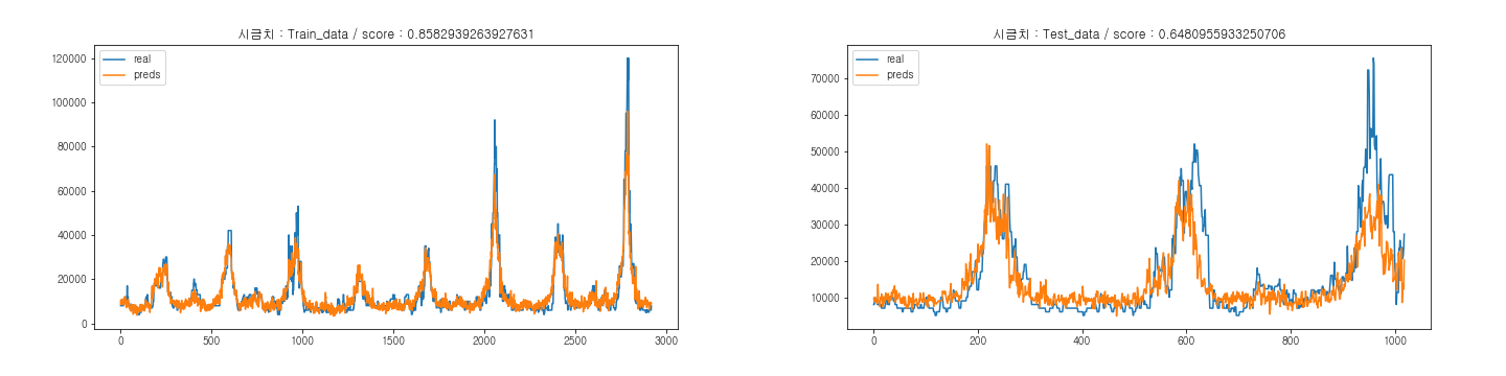 시금치 : Train_data / score : 0.8582939263927631
real
preds
120000
100000
80000
60000
40000
20000
0
0 500 1000 1500 2000 2500 3000
시금치 : Test_data / score : 0.6480955933250706
real
preds
70000
60000
50000
40000
30000
20000
10000
0 200 400 600 800 1000